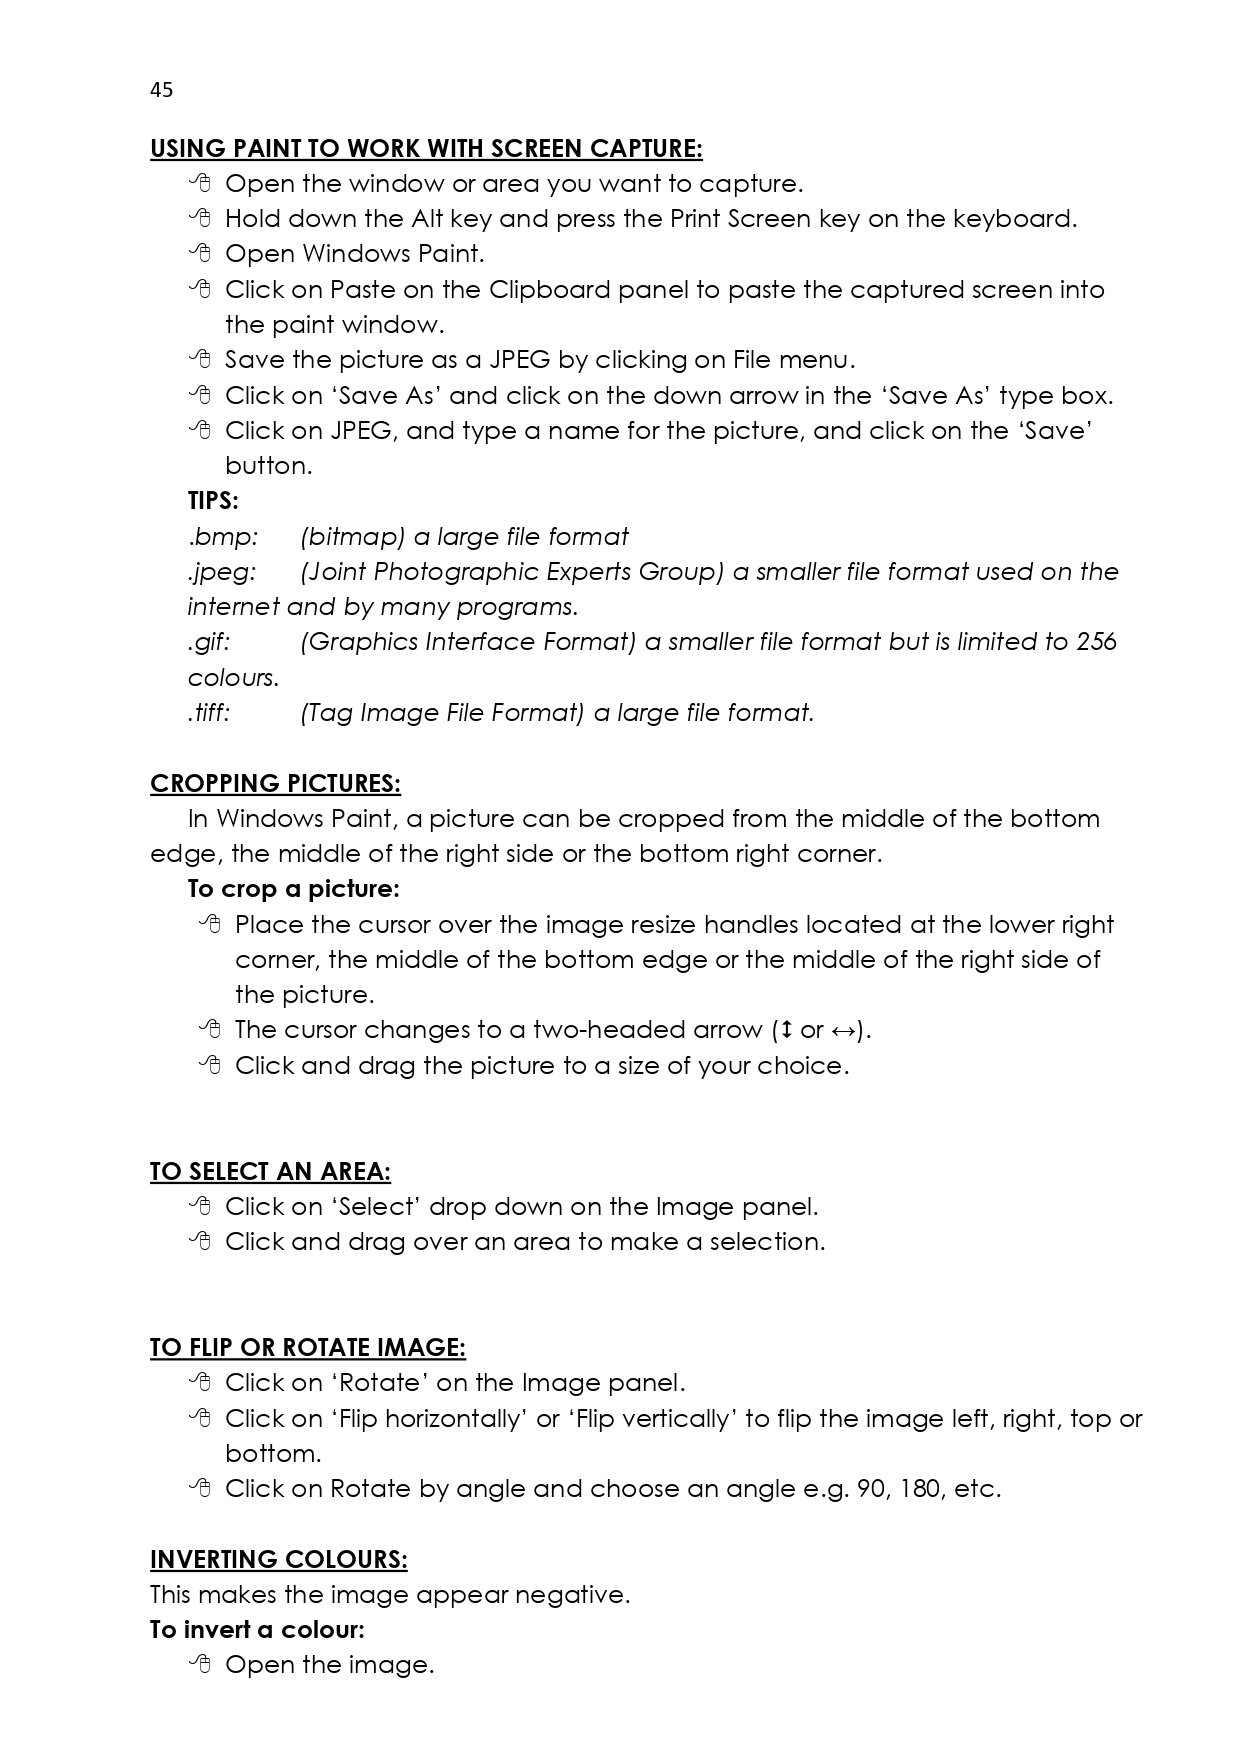 45
USING PAINT TO WORK WITH SCREEN CAPTURE:
Open the window or area you want to capture.
Hold down the Alt key and press the Print Screen key on the keyboard.
Open Windows Paint.
Click on Paste on the Clipboard panel to paste the captured screen into
the paint window.
Save the picture as a JPEG by clicking on File menu.
Click on ‘Save As’ and click on the down arrow in the ‘Save As’ type box.
Click on JPEG, and type a name for the picture, and click on the ‘Save’
button.
TIPS:
.bmp: (bitmap) a large file format
.jpeg: (Joint Photographic Experts Group) a smaller file format used on the
internet and by many programs.
.gif: (Graphics Interface Format) a smaller file format but is limited to 256
colours.
.tiff: (Tag Image File Format) a large file format.
CROPPING PICTURES:
In Windows Paint, a picture can be cropped from the middle of the bottom
edge, the middle of the right side or the bottom right corner.
To crop a picture:
Place the cursor over the image resize handles located at the lower right
corner, the middle of the bottom edge or the middle of the right side of
the picture.
The cursor changes to a two-headed arrow (↕ or ↔).
Click and drag the picture to a size of your choice.
TO SELECT AN AREA:
Click on ‘Select’ drop down on the Image panel.
Click and drag over an area to make a selection.
TO FLIP OR ROTATE IMAGE:
Click on ‘Rotate’ on the Image panel.
Click on ‘Flip horizontally’ or ‘Flip vertically’ to flip the image left, right, top or
bottom.
Click on Rotate by angle and choose an angle e.g. 90, 180, etc.
INVERTING COLOURS:
This makes the image appear negative.
To invert a colour:
Open the image.